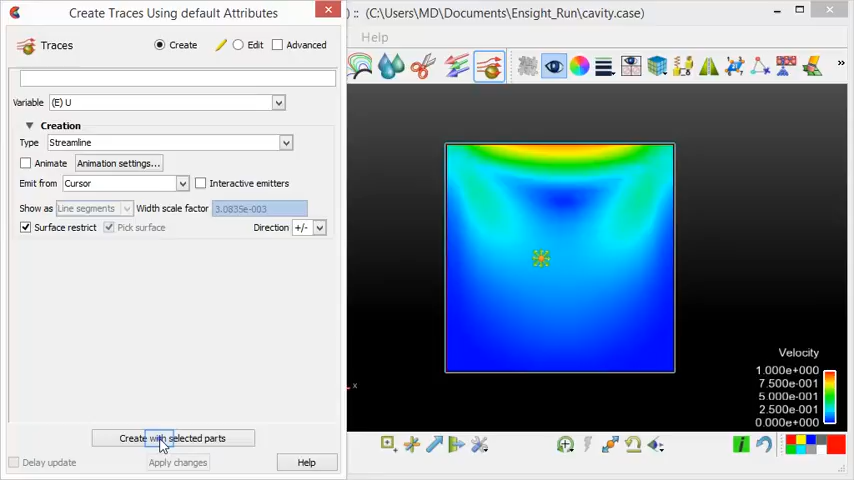 Create Traces Using default Attributes
) :: (C:\Users\MD\Documents\Ensight_Run\cavity.case)
Traces
Create
Edit
Advanced
Help
Variable (E) U
Creation
Type Streamline
Animate Animation settings...
Emit from Cursor
Interactive emitters
Show as Line segments Width scale factor 3.0835e-003
Surface restrict
Pick surface
Direction +/-
Create with selected parts
Delay update
Apply changes
Help
x
Velocity
1.000e+000
7.500e-001
5.000e-001
2.500e-001
0.000e+000